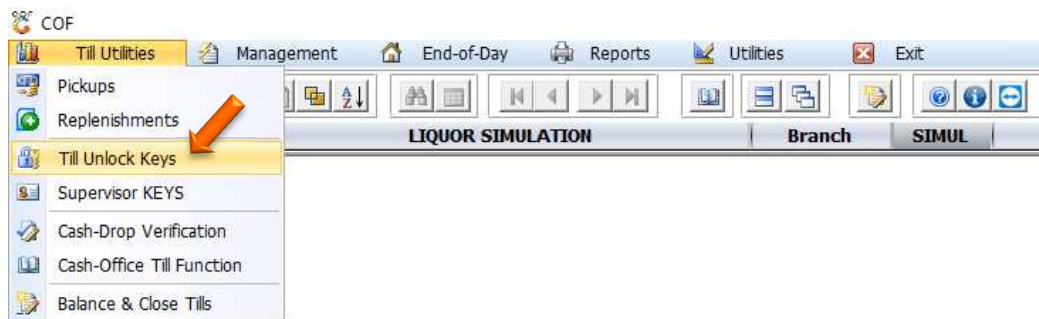 COF
Till Utilities Management End-of-Day Reports Utilities Exit
Pickups
Replenishments
LIQUOR SIMULATION Branch SIMUL
Till Unlock Keys
Supervisor KEYS
Cash-Drop Verification
Cash-Office Till Function
Balance & Close Tills